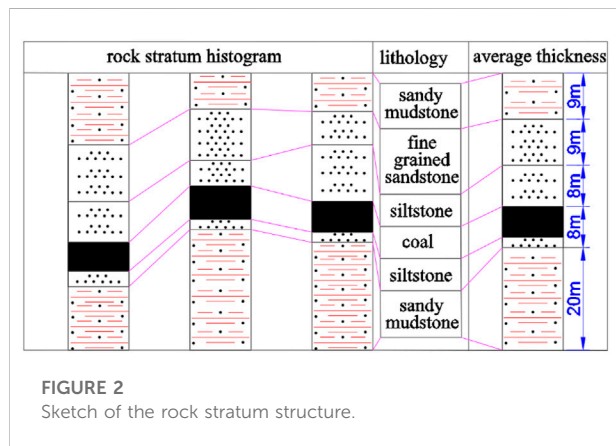 rock stratum histogram
lithology
average thickness
sandy
mudstone
fine
grained
sandstone
siltstone
coal
siltstone
sandy
mudstone
9m
9m
8m
8m
20m
FIGURE 2
Sketch of the rock stratum structure.